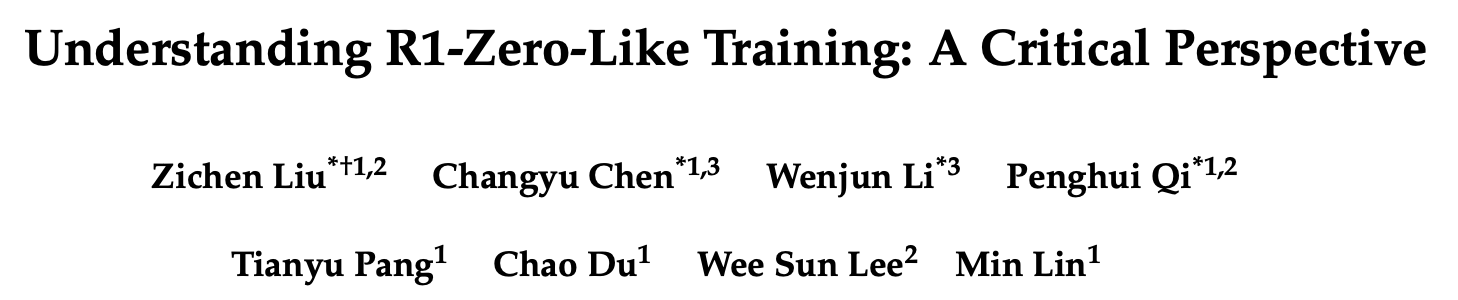 Understanding R1-Zero-Like Training: A Critical Perspective
Zichen Liu*†1,2 Changyu Chen*1,3 Wenjun Li*3 Penghui Qi*1,2
Tianyu Pang1 Chao Du1 Wee Sun Lee2 Min Lin1